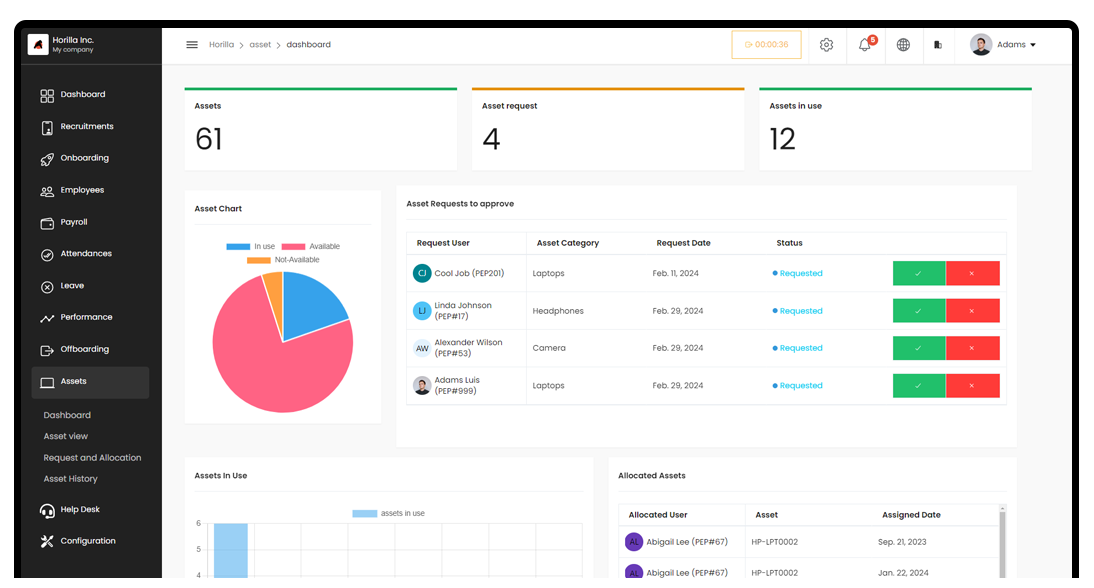 Horilla Inc.
My company
Horilla > asset > dashboard
00:00:36
5
Adams
Dashboard
Recruitments
Onboarding
Employees
Payroll
Attendances
Leave
Performance
Offboarding
Assets
Dashboard
Asset view
Request and Allocation
Asset History
Help Desk
Configuration
Assets
61
Asset request
4
Assets in use
12
Asset Chart
In use Available
Not-Available
Asset Requests to approve
Request User Asset Category Request Date Status
CJ Cool Job (PEP201) Laptops Feb. 11, 2024 Requested
LJ Linda Johnson (PEP#17) Headphones Feb. 29, 2024 Requested
AW Alexander Wilson (PEP#53) Camera Feb. 29, 2024 Requested
Adams Luis (PEP#999) Laptops Feb. 29, 2024 Requested
Assets In Use
assets in use
6
5
4
Allocated Assets
Allocated User Asset Assigned Date
AL Abigail Lee (PEP#67) HP-LPT0002 Sep. 21, 2023
AL Abigail Lee (PEP#67) HP-LPT0002 Jan. 22, 2024